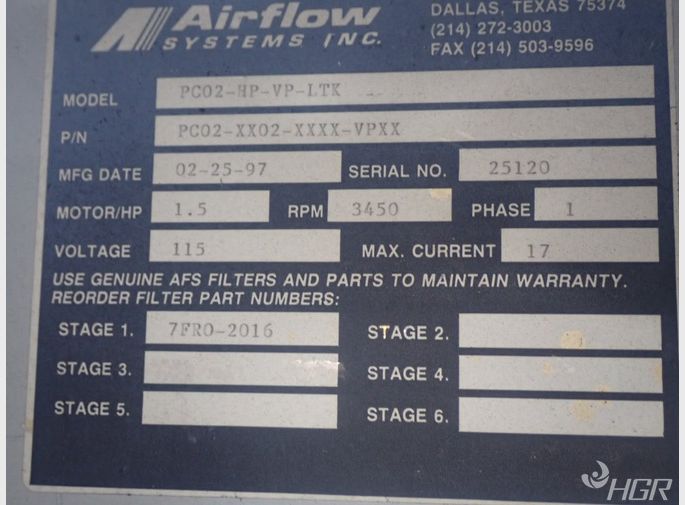 Airflow
SYSTEMS INC.
DALLAS, TEXAS 75374
(214) 272-3003
FAX (214) 503-9596
MODEL PC02-HP-VP-LTK
P/N PC02-XX02-XXXX-VPXX
MFG DATE 02-25-97 SERIAL NO. 25120
MOTOR/HP 1.5 RPM 3450 PHASE 1
VOLTAGE 115 MAX. CURRENT 17
USE GENUINE AFS FILTERS AND PARTS TO MAINTAIN WARRANTY.
REORDER FILTER PART NUMBERS:
STAGE 1. 7FRO-2016 STAGE 2.
STAGE 3. STAGE 4.
STAGE 5. STAGE 6.
HGR